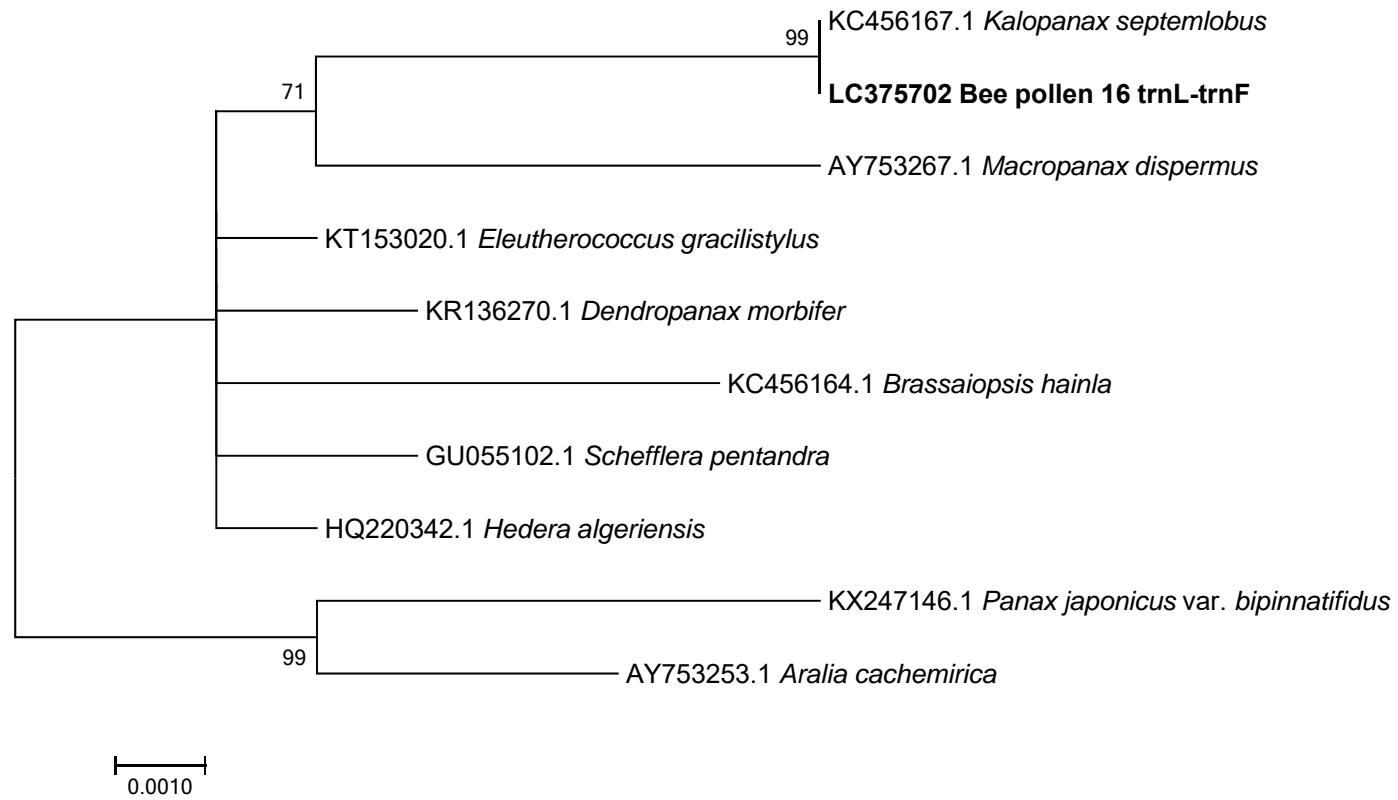 KC456167.1 Kalopanax septemlobus
99
71
LC375702 Bee pollen 16 trnL-trnF
AY753267.1 Macropanax dispermus
KT153020.1 Eleutherococcus gracilistylus
KR136270.1 Dendropanax morbifer
KC456164.1 Brassaiopsis hainla
GU055102.1 Schefflera pentandra
HQ220342.1 Hedera algeriensis
KX247146.1 Panax japonicus var. bipinnatifidus
99
AY753253.1 Aralia cachemirica
0.0010